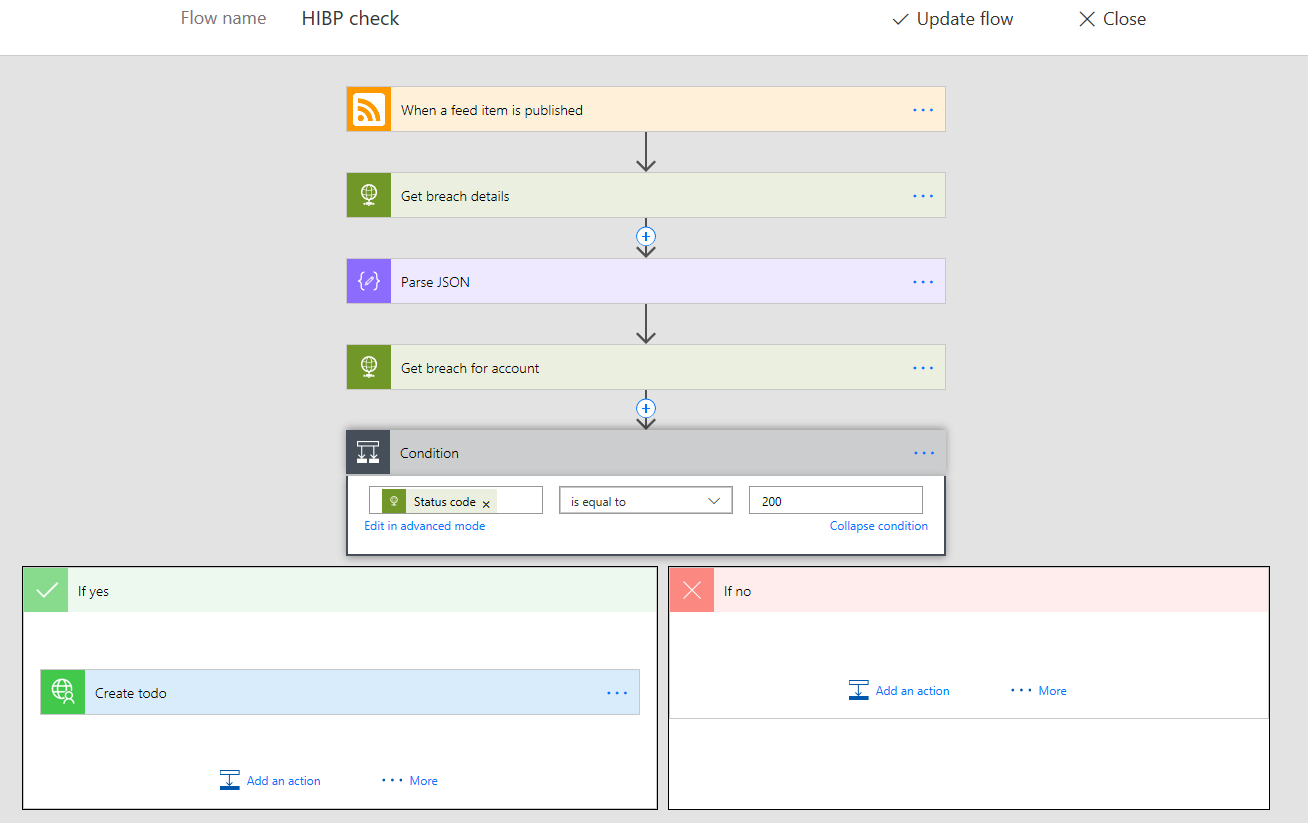 Flow name HIBP check Update flow Close
When a feed item is published
Get breach details
Parse JSON
Get breach for account
Condition
Status code x is equal to 200
Edit in advanced mode Collapse condition
If yes If no
Create todo
Add an action More
Add an action More